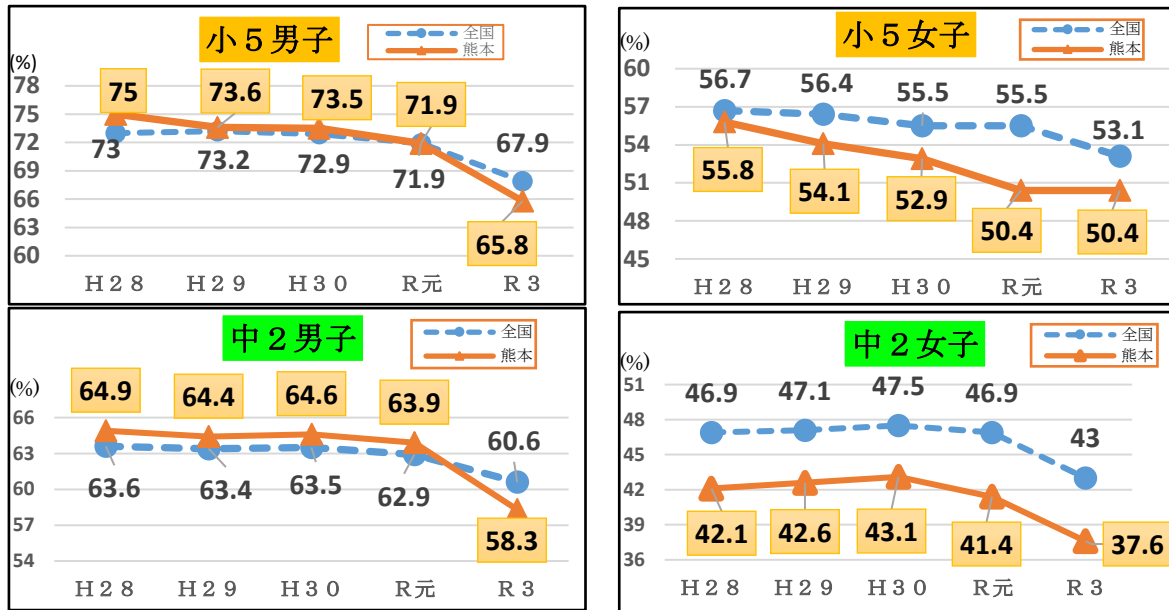 小５男子
全国
熊本
(%)
78
75
72
69
66
63
60
75
73.6
73.5
71.9
67.9
73
73.2
72.9
71.9
65.8
Ｈ２８
Ｈ２９
Ｈ３０
Ｒ元
Ｒ３
小５女子
全国
熊本
(%)
60
57
54
51
48
45
56.7
56.4
55.5
55.5
53.1
55.8
54.1
52.9
50.4
50.4
Ｈ２８
Ｈ２９
Ｈ３０
Ｒ元
Ｒ３
中２男子
全国
熊本
(%)
66
63
60
57
54
64.9
64.4
64.6
63.9
60.6
63.6
63.4
63.5
62.9
58.3
Ｈ２８
Ｈ２９
Ｈ３０
Ｒ元
Ｒ３
中２女子
全国
熊本
(%)
51
48
45
42
39
36
46.9
47.1
47.5
46.9
43
42.1
42.6
43.1
41.4
37.6
Ｈ２８
Ｈ２９
Ｈ３０
Ｒ元
Ｒ３